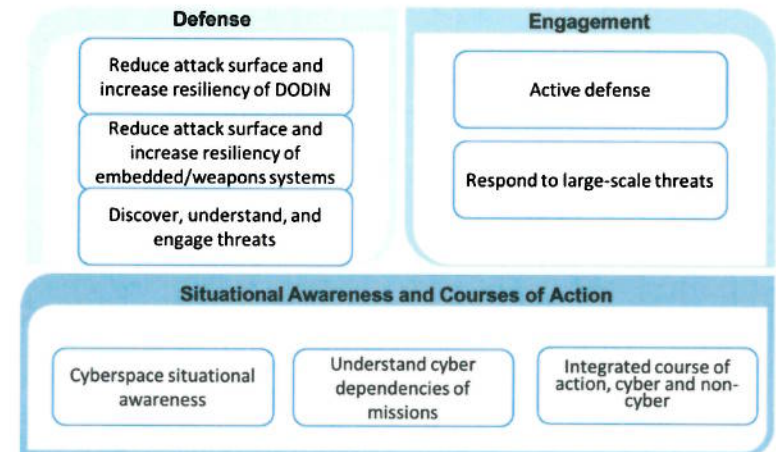 Defense
Reduce attack surface and
increase resiliency of DODIN
Reduce attack surface and
increase resiliency of
embedded/weapons systems
Discover, understand, and
engage threats
Engagement
Active defense
Respond to large-scale threats
Situational Awareness and Courses of Action
Cyberspace situational
awareness
Understand cyber
dependencies of
missions
Integrated course of
action, cyber and non-
cyber